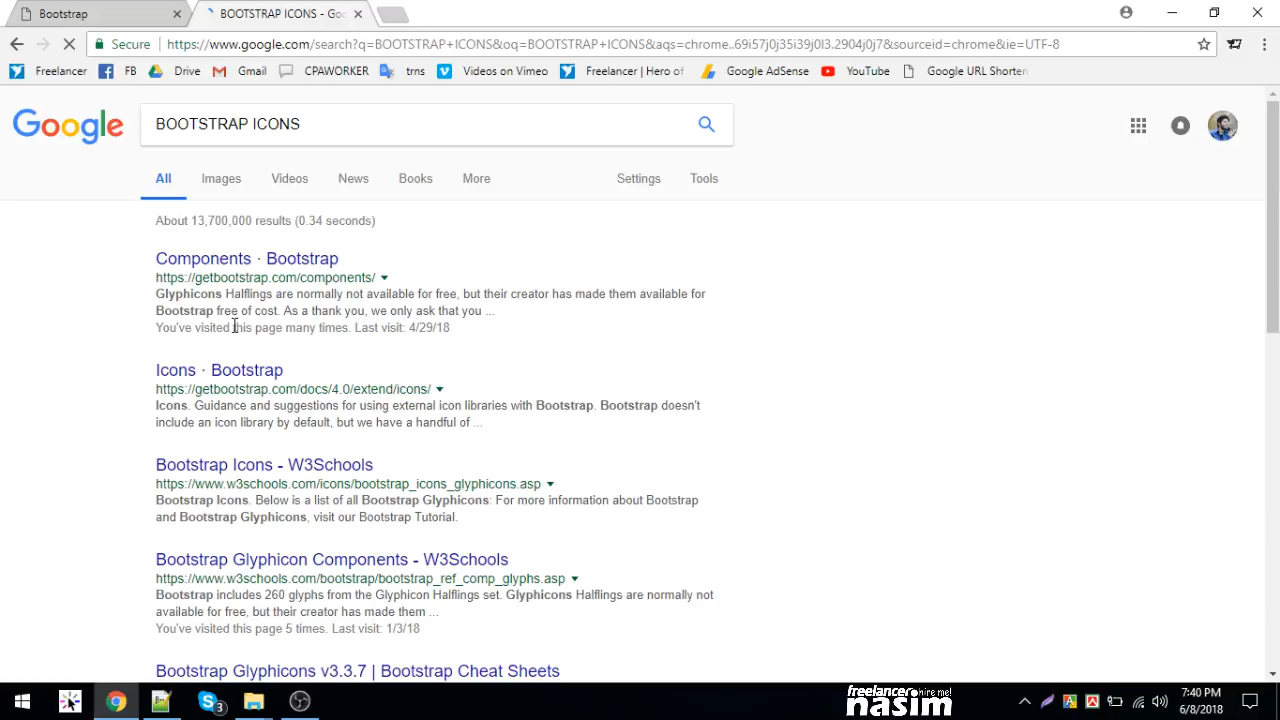 Bootstrap
BOOTSTRAP ICONS - Goo
Secure
https://www.google.com/search?q=BOOTSTRAP+ICONS&oq=BOOTSTRAP+ICONS&aqs=chrome..69i57j0j35i39j0l3.2904j0j7&sourceid=chrome&ie=UTF-8
Freelancer FB Drive Gmail CPAWORKER trns Videos on Vimeo Freelancer | Hero of Google AdSense YouTube Google URL Shorten
Google
BOOTSTRAP ICONS
All Images Videos News Books More Settings Tools
About 13,700,000 results (0.34 seconds)
Components · Bootstrap
https://getbootstrap.com/components/
Glyphicons Halflings are normally not available for free, but their creator has made them available for
Bootstrap free of cost. As a thank you, we only ask that you ...
You've visited this page many times. Last visit: 4/29/18
Icons · Bootstrap
https://getbootstrap.com/docs/4.0/extend/icons/
Icons. Guidance and suggestions for using external icon libraries with Bootstrap. Bootstrap doesn't
include an icon library by default, but we have a handful of ...
Bootstrap Icons - W3Schools
https://www.w3schools.com/icons/bootstrap_icons_glyphicons.asp
Bootstrap Icons. Below is a list of all Bootstrap Glyphicons: For more information about Bootstrap
and Bootstrap Glyphicons, visit our Bootstrap Tutorial.
Bootstrap Glyphicon Components - W3Schools
https://www.w3schools.com/bootstrap/bootstrap_ref_comp_glyphs.asp
Bootstrap includes 260 glyphs from the Glyphicon Halflings set. Glyphicons Halflings are normally not
available for free, but their creator has made them ...
You've visited this page 5 times. Last visit: 1/3/18
Bootstrap Glyphicons v3.3.7 | Bootstrap Cheat Sheets
3
freelancer hire me!
nasim
7:40 PM
6/8/2018